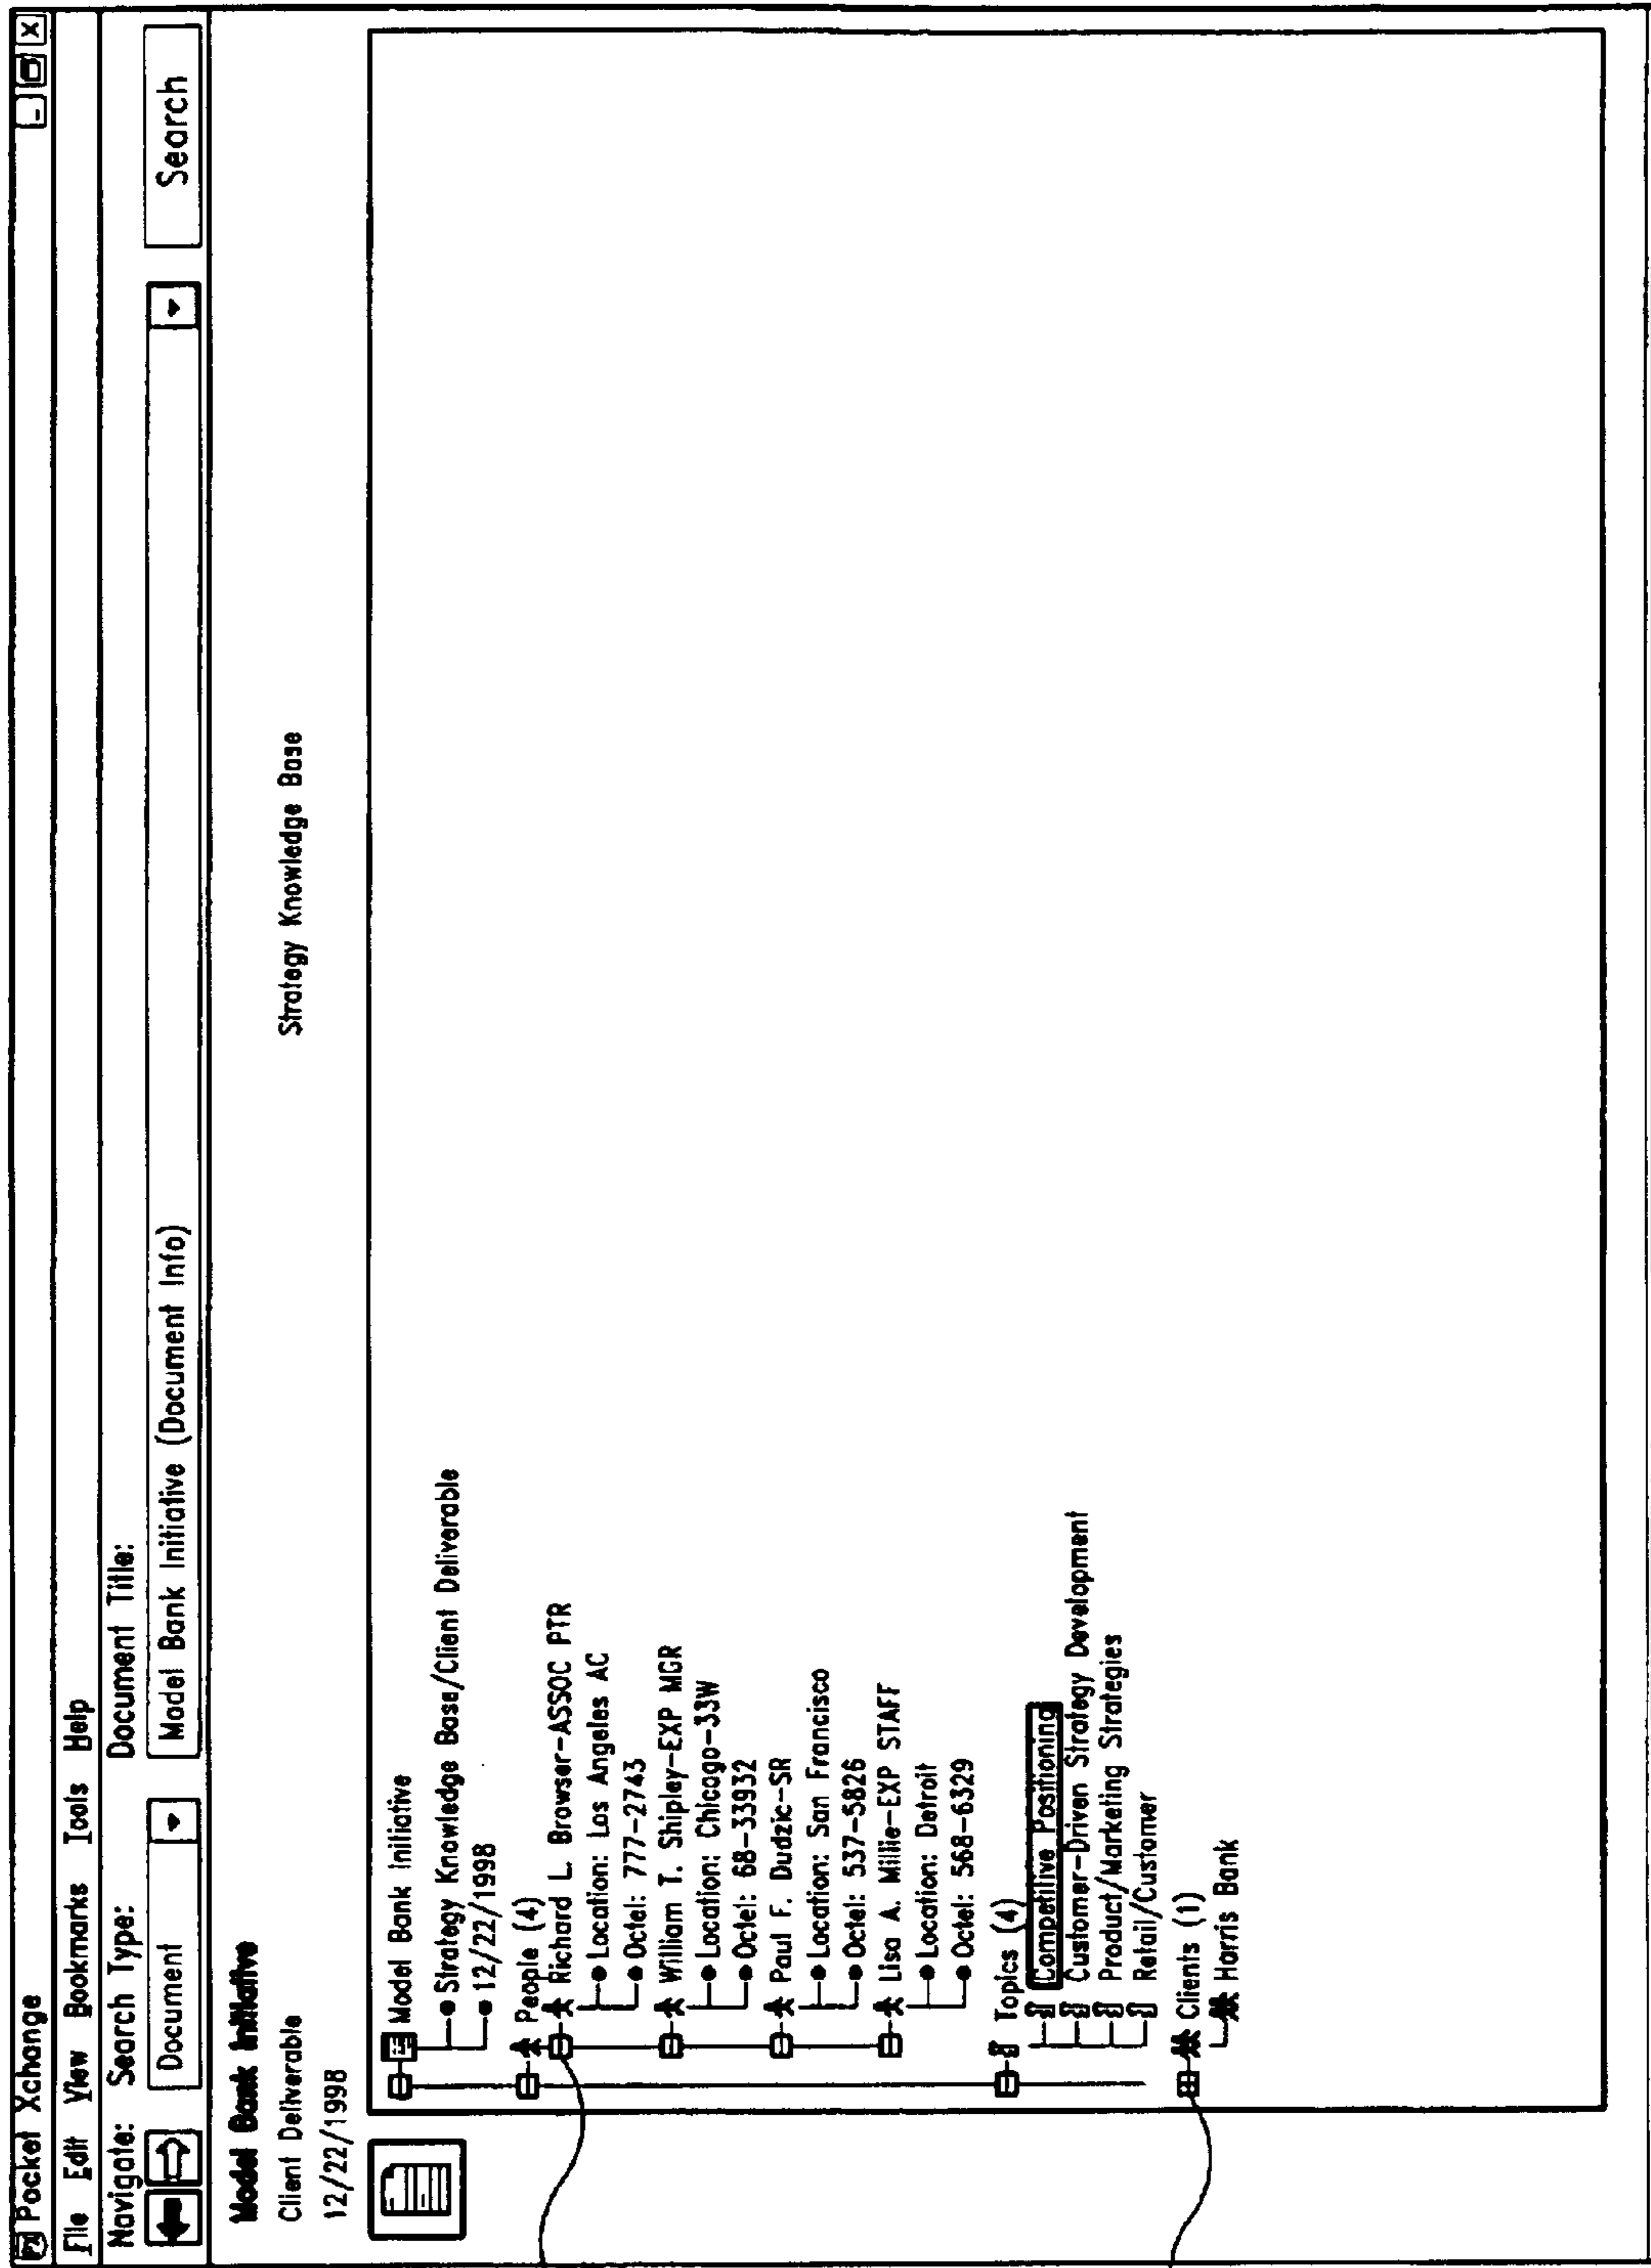 PX Pocket Xchange
File Edit View Bookmarks Tools Help
Navigate: Search Type: Document Title:
Document Model Bank Initiative (Document Info) Search
Model Bank Initiative
Client Deliverable Strategy Knowledge Base
12/22/1998
Model Bank Initiative
Strategy Knowledge Base/Client Deliverable
12/22/1998
People (4)
Richard L. Browser-ASSOC PTR
Location: Los Angeles AC
Octel: 777-2743
William T. Shipley-EXP MGR
Location: Chicago-33W
Octel: 68-33932
Paul F. Dudzic-SR
Location: San Francisco
Octel: 537-5826
Lisa A. Millie-EXP STAFF
Location: Detroit
Octel: 568-6329
Topics (4)
Competitive Positioning
Customer-Driven Strategy Development
Product/Marketing Strategies
Retail/Customer
Clients (1)
Harris Bank